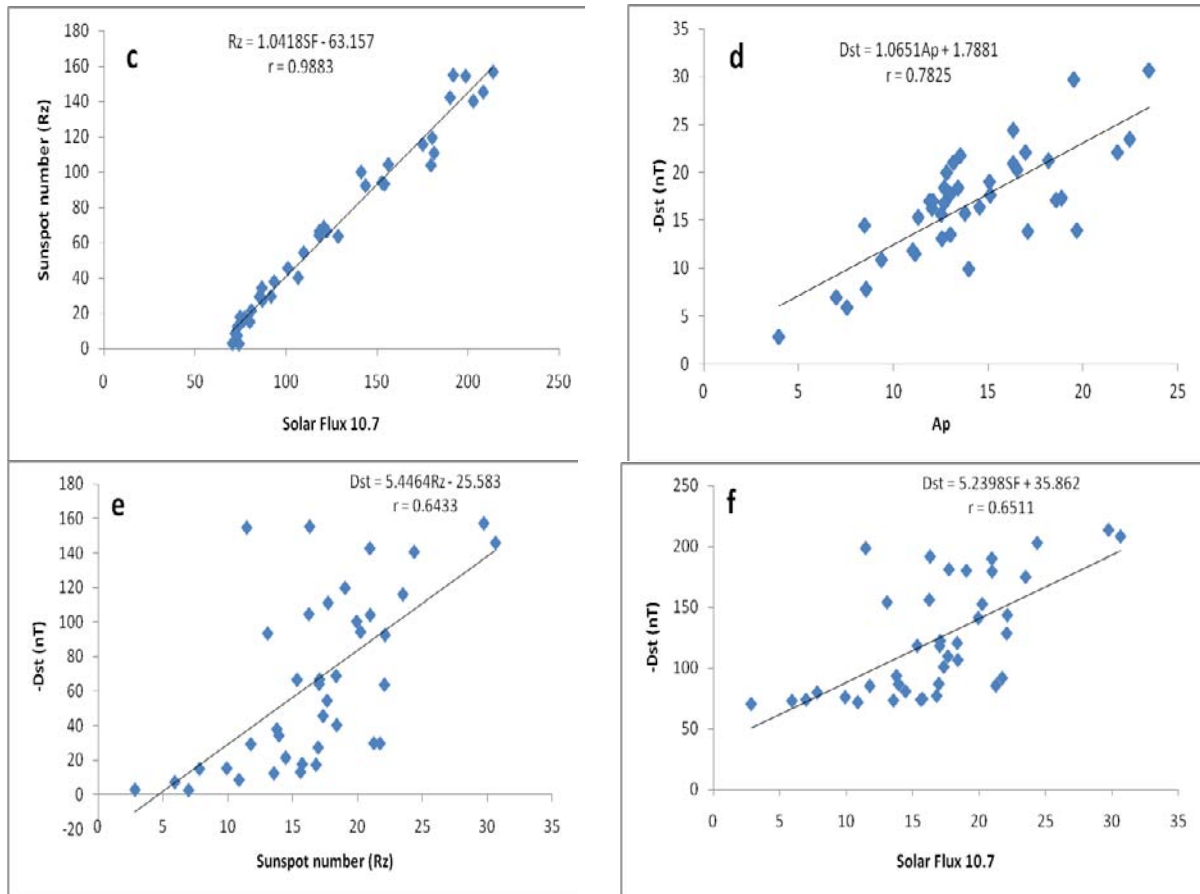 c
Rz = 1.0418SF - 63.157
r = 0.9883
Sunspot number (Rz)
180
160
140
120
100
80
60
40
20
0
0 50 100 150 200 250
Solar Flux 10.7
d
Dst = 1.0651Ap + 1.7881
r = 0.7825
-Dst (nT)
35
30
25
20
15
10
5
0
0 5 10 15 20 25
Ap
e
Dst = 5.4464Rz - 25.583
r = 0.6433
-Dst (nT)
180
160
140
120
100
80
60
40
20
0
-20
0 5 10 15 20 25 30 35
Sunspot number (Rz)
f
Dst = 5.2398SF + 35.862
r = 0.6511
-Dst (nT)
250
200
150
100
50
0
0 5 10 15 20 25 30 35
Solar Flux 10.7